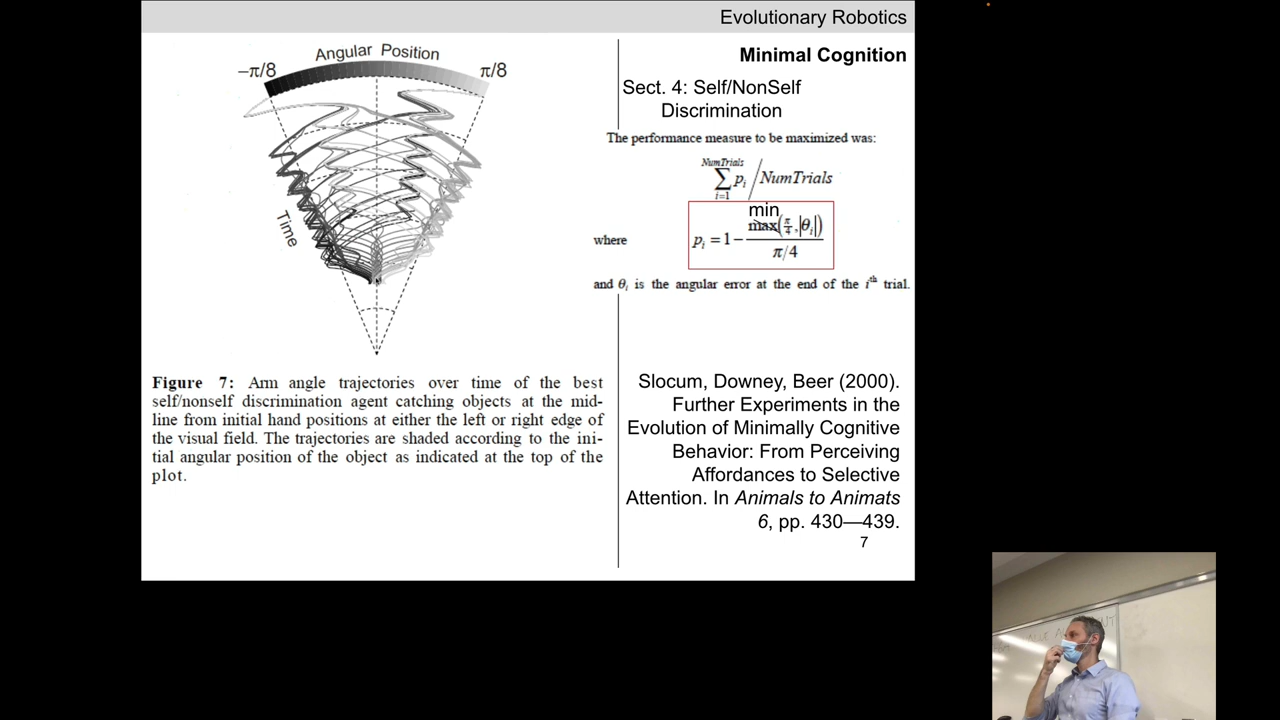 Evolutionary Robotics
Angular Position
−π/8
π/8
Time
Figure 7: Arm angle trajectories over time of the best
self/nonself discrimination agent catching objects at the mid-
line from initial hand positions at either the left or right edge of
the visual field. The trajectories are shaded according to the ini-
tial angular position of the object as indicated at the top of the
plot.
Minimal Cognition
Sect. 4: Self/NonSelf
Discrimination
The performance measure to be maximized was:
NumTrials
∑ p_i / NumTrials
i=1
min
where p_i = 1 − max(π/4, |θ_i|) / π/4
and θ_i is the angular error at the end of the i^th trial.
Slocum, Downey, Beer (2000).
Further Experiments in the
Evolution of Minimally Cognitive
Behavior: From Perceiving
Affordances to Selective
Attention. In Animals to Animats
6, pp. 430—439.
7